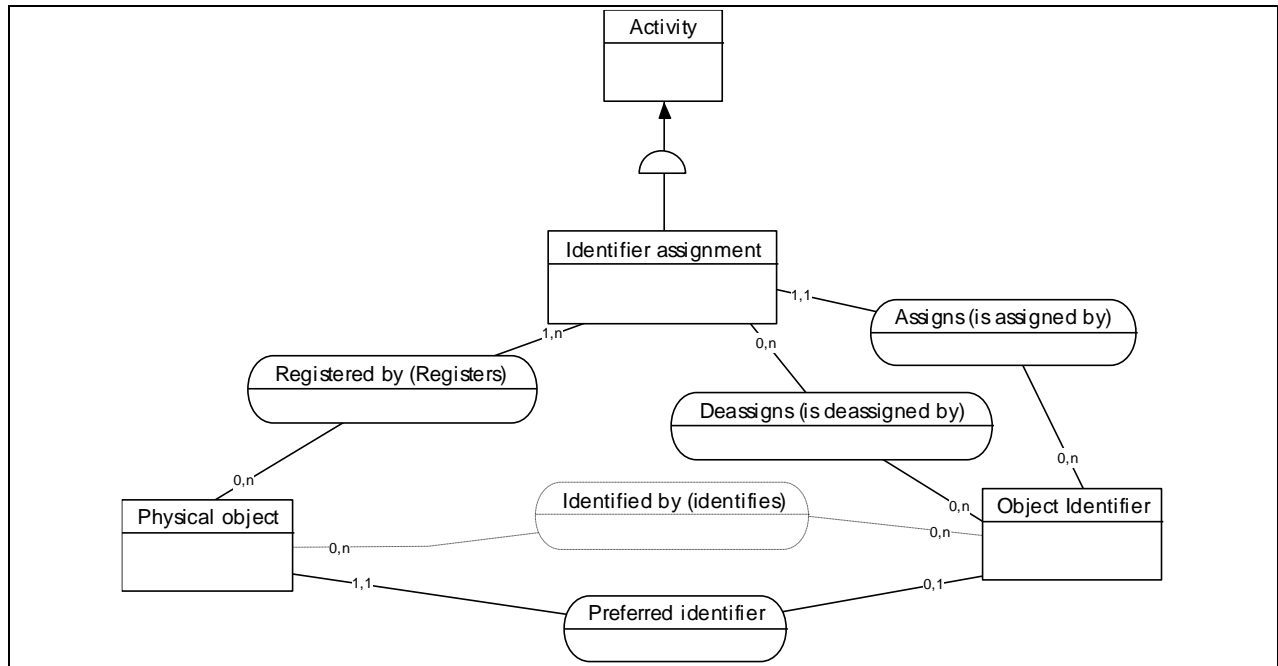 Activity
Identifier assignment
1,1
Assigns (is assigned by)
1,n
0,n
Registered by (Registers)
Deassigns (is deassigned by)
0,n
0,n
Identified by (identifies)
Object Identifier
Physical object
0,n
0,n
0,n
1,1
0,1
Preferred identifier